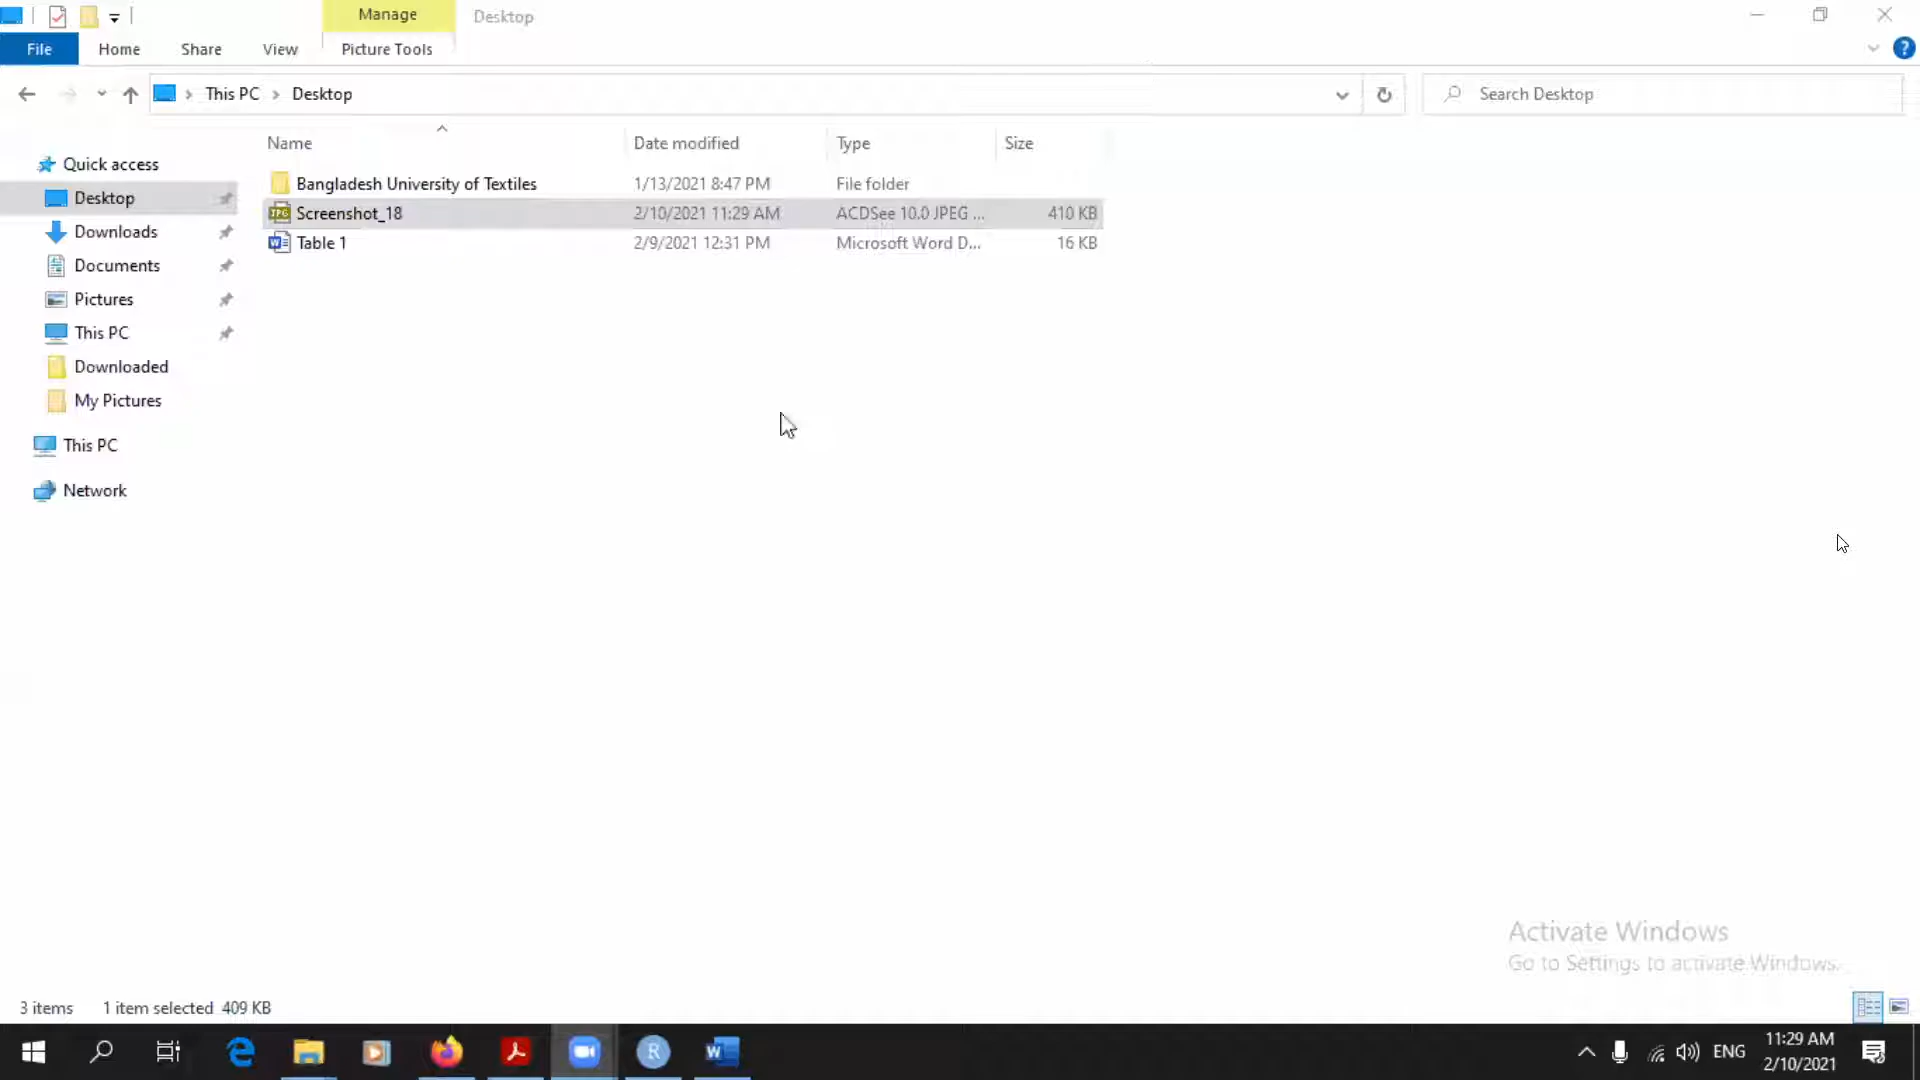 Manage
Desktop
File
Home
Share
View
Picture Tools
?
This PC
Desktop
Search Desktop
Name
Date modified
Type
Size
Quick access
Desktop
Downloads
Documents
Pictures
This PC
Downloaded
My Pictures
This PC
Network
Bangladesh University of Textiles 1/13/2021 8:47 PM File folder
JPG Screenshot_18 2/10/2021 11:29 AM ACDSee 10.0 JPEG ... 410 KB
W Table 1 2/9/2021 12:31 PM Microsoft Word D... 16 KB
Activate Windows
Go to Settings to activate Windows.
3 items 1 item selected 409 KB
R
W
ENG
11:29 AM
2/10/2021